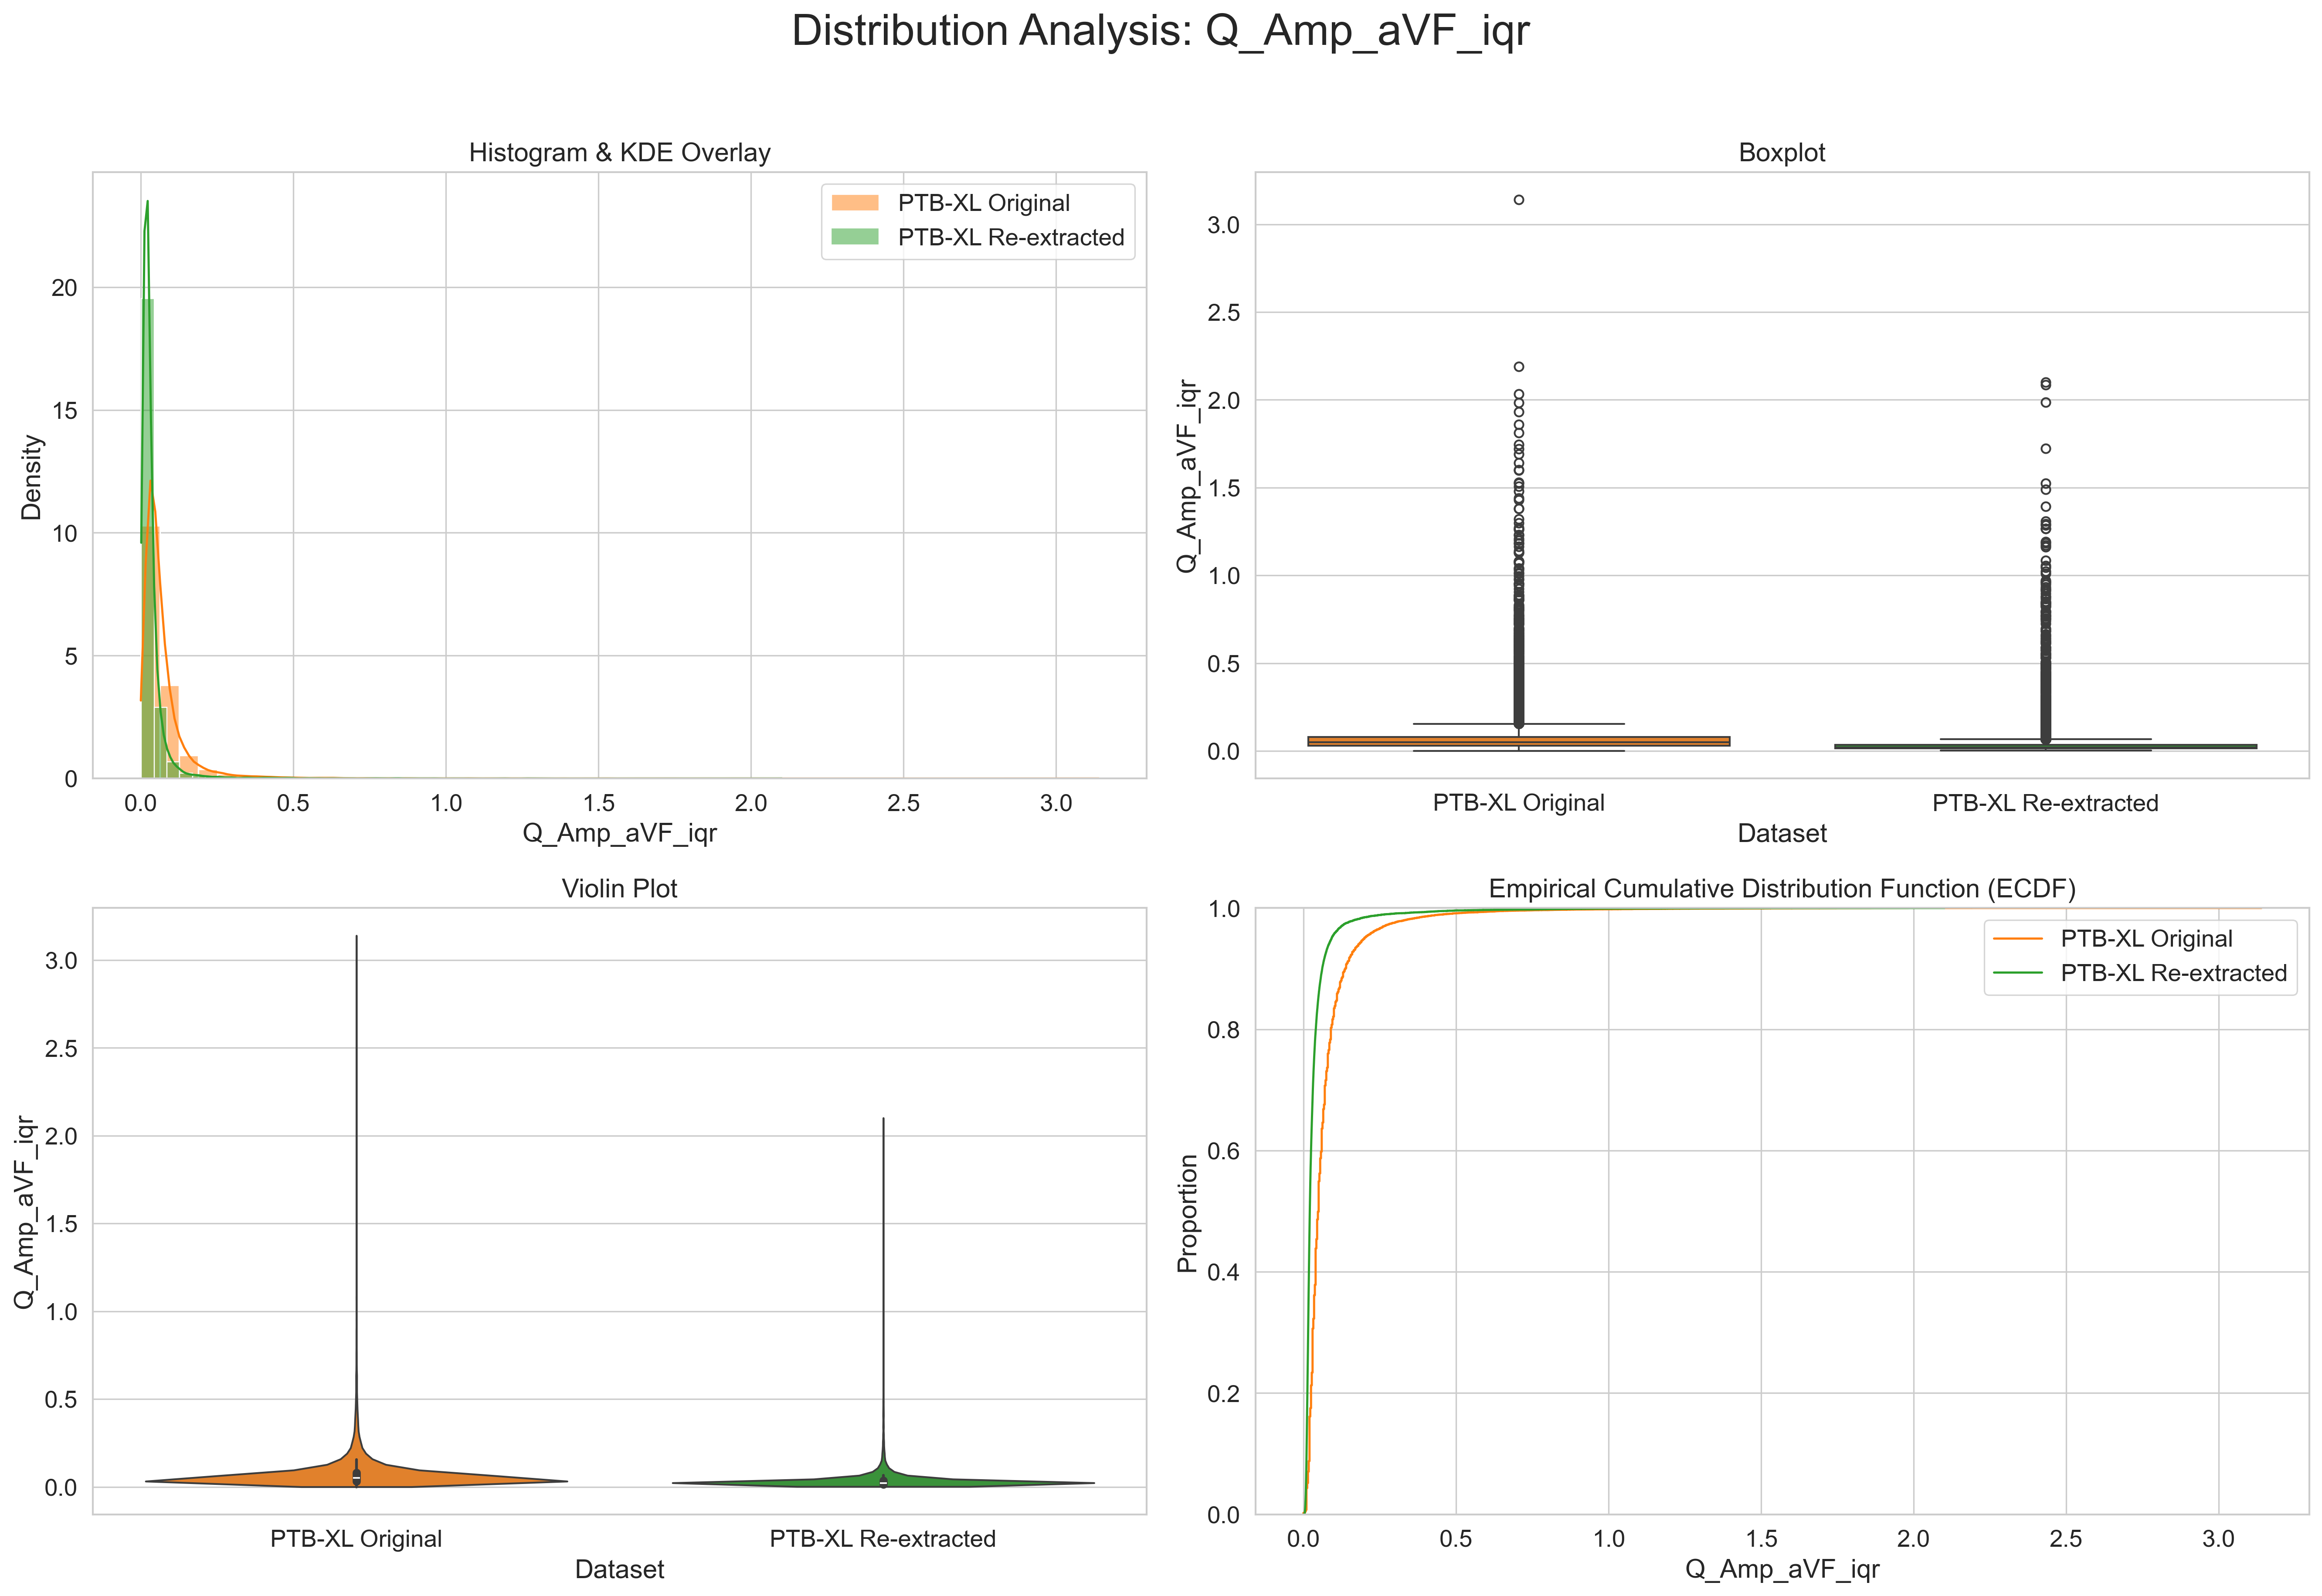 Distribution Analysis: Q_Amp_aVF_iqr
Histogram & KDE Overlay
PTB-XL Original
PTB-XL Re-extracted
Density
20
15
10
5
0
0.0 0.5 1.0 1.5 2.0 2.5 3.0
Q_Amp_aVF_iqr
Boxplot
Q_Amp_aVF_iqr
3.0
2.5
2.0
1.5
1.0
0.5
0.0
PTB-XL Original PTB-XL Re-extracted
Dataset
Violin Plot
Q_Amp_aVF_iqr
3.0
2.5
2.0
1.5
1.0
0.5
0.0
PTB-XL Original PTB-XL Re-extracted
Dataset
Empirical Cumulative Distribution Function (ECDF)
PTB-XL Original
PTB-XL Re-extracted
Proportion
1.0
0.8
0.6
0.4
0.2
0.0
0.0 0.5 1.0 1.5 2.0 2.5 3.0
Q_Amp_aVF_iqr